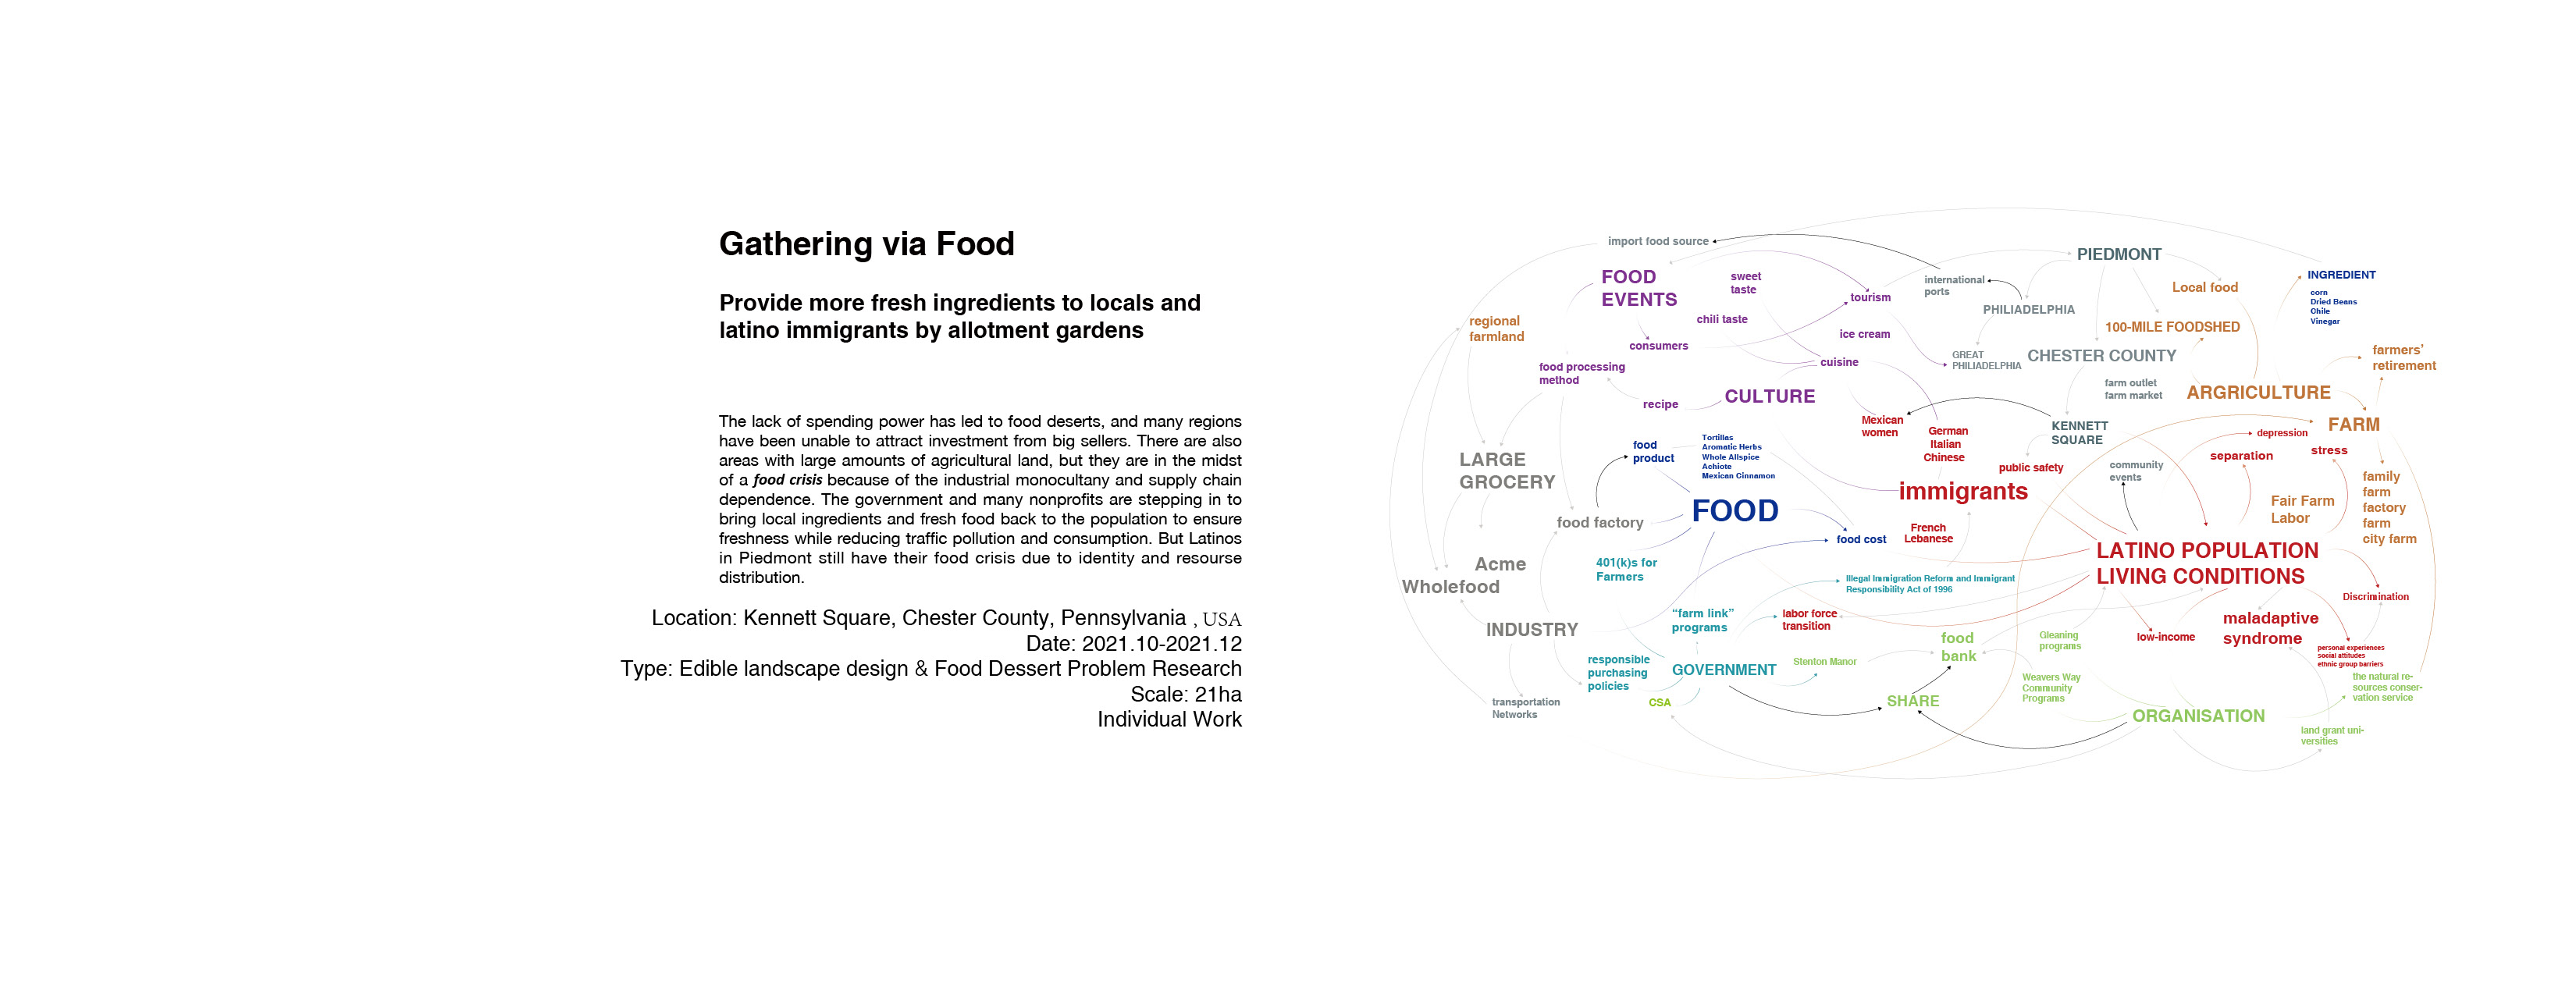 Gathering via Food
Provide more fresh ingredients to locals and
latino immigrants by allotment gardens
The lack of spending power has led to food deserts, and many regions
have been unable to attract investment from big sellers. There are also
areas with large amounts of agricultural land, but they are in the midst
of a food crisis because of the industrial monocultany and supply chain
dependence. The government and many nonprofits are stepping in to
bring local ingredients and fresh food back to the population to ensure
freshness while reducing traffic pollution and consumption. But Latinos
in Piedmont still have their food crisis due to identity and resourse
distribution.
Location: Kennett Square, Chester County, Pennsylvania , USA
Date: 2021.10-2021.12
Type: Edible landscape design & Food Dessert Problem Research
Scale: 21ha
Individual Work
import food source
FOOD
EVENTS
sweet
taste
tourism
international
ports
PIEDMONT
INGREDIENT
corn
Dried Beans
Chile
Vinegar
Local food
PHILADELPHIA
regional
farmland
chili taste
ice cream
100-MILE FOODSHED
consumers
GREAT
PHILADELPHIA
CHESTER COUNTY
farmers'
retirement
food processing
method
cuisine
farm outlet
farm market
ARGRICULTURE
recipe
CULTURE
Mexican
women
German
Italian
Chinese
KENNETT
SQUARE
FARM
depression
food
product
Tortillas
Aromatic Herbs
Whole Allspice
Achiote
Mexican Cinnamon
LARGE
GROCERY
public safety
community
events
separation
stress
family
farm
factory
farm
city farm
immigrants
Fair Farm
Labor
FOOD
food factory
French
Lebanese
food cost
LATINO POPULATION
LIVING CONDITIONS
Acme
Wholefood
401(k)s for
Farmers
Illegal Immigration Reform and Immigrant
Responsibility Act of 1996
Discrimination
INDUSTRY
"farm link"
programs
labor force
transition
food
bank
Gleaning
programs
low-income
maladaptive
syndrome
personal experiences
social attitudes
ethnic group barriers
responsible
purchasing
policies
GOVERNMENT
Stenton Manor
Weavers Way
Community
Programs
the natural re-
sources conser-
vation service
transportation
Networks
CSA
SHARE
ORGANISATION
land grant uni-
versities